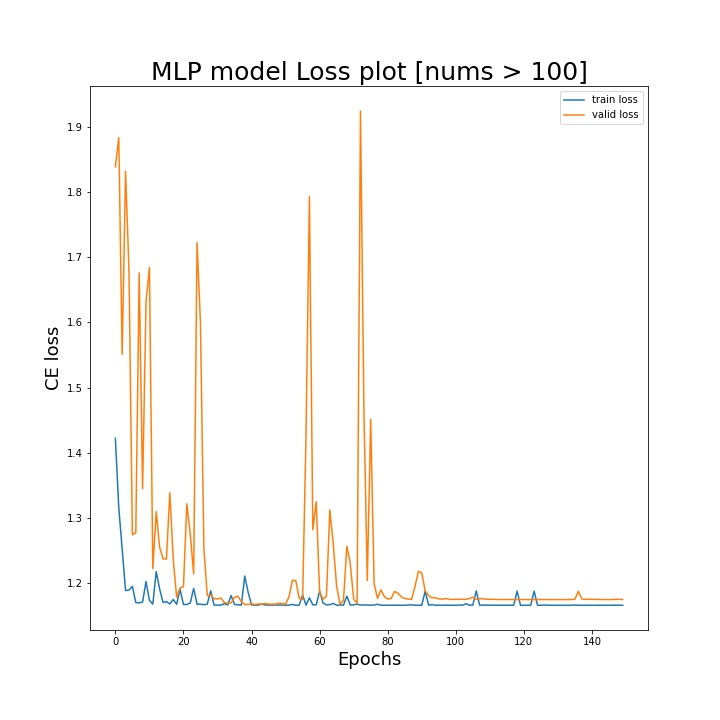 MLP model Loss plot [nums > 100]
train loss
valid loss
1.9
1.8
1.7
1.6
1.5
1.4
1.3
1.2
CE loss
0 20 40 60 80 100 120 140
Epochs